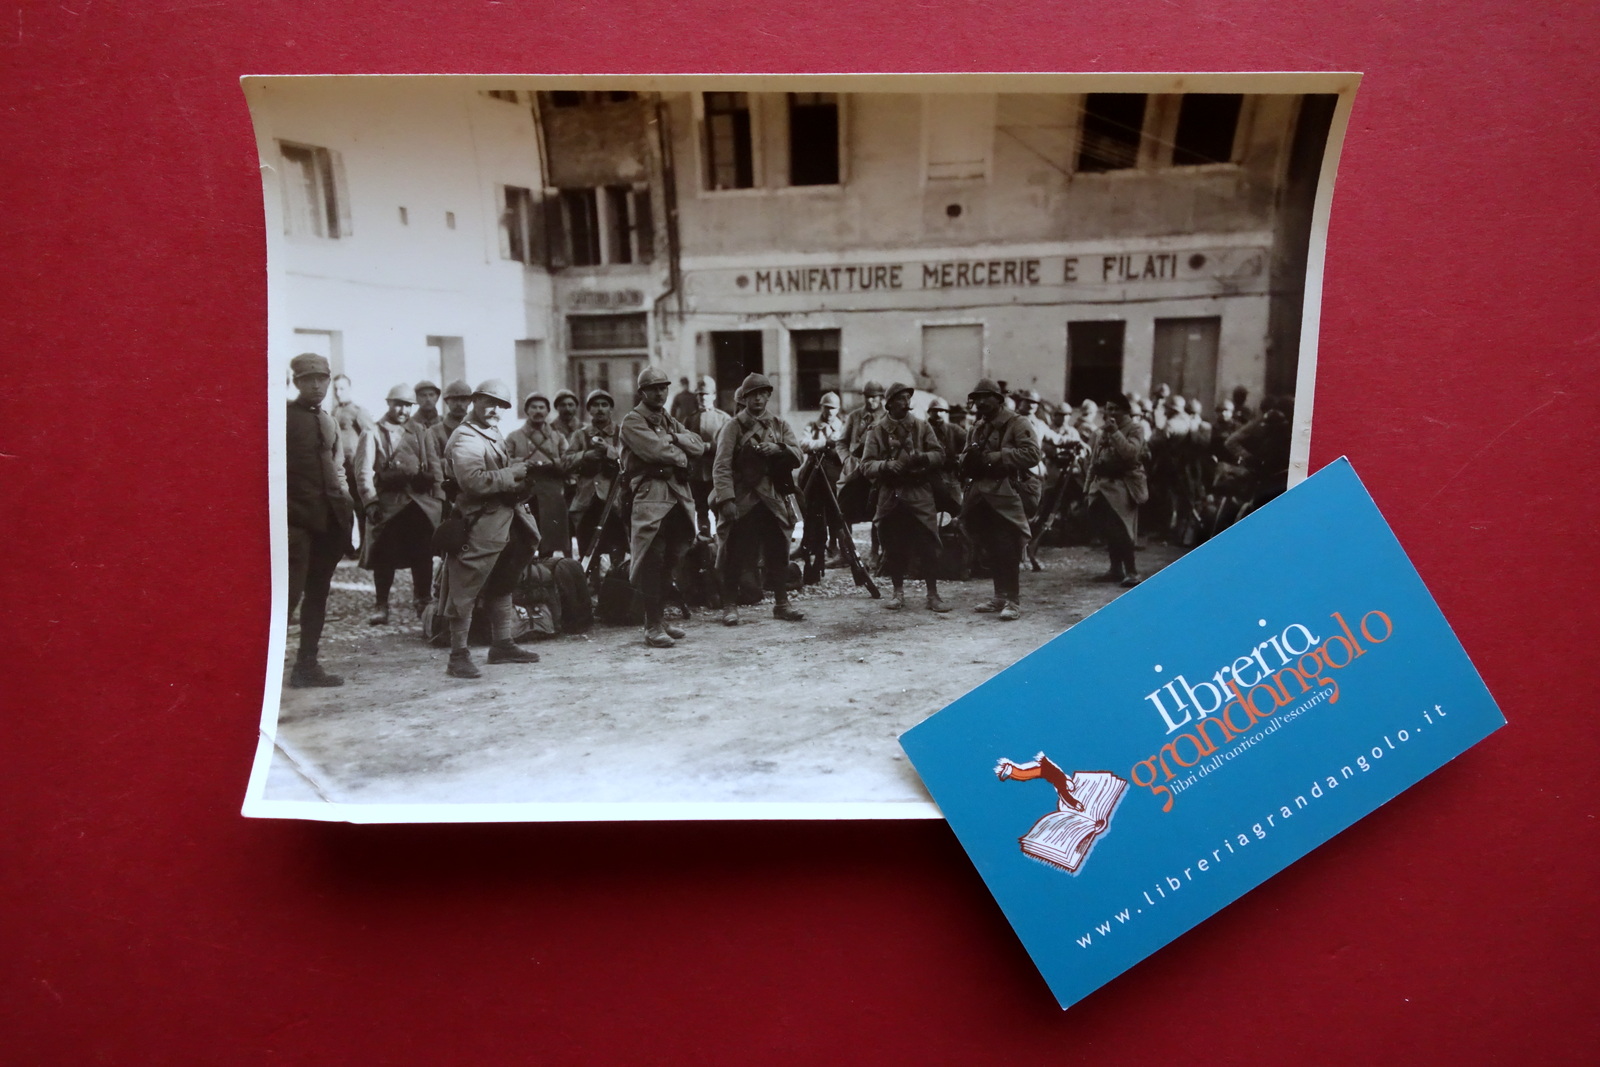 MANIFATTURE MERCERIE E FILATI
Libreria
grandangolo
libri dall'antico all'esaurito
www.libreriagrandangolo.it